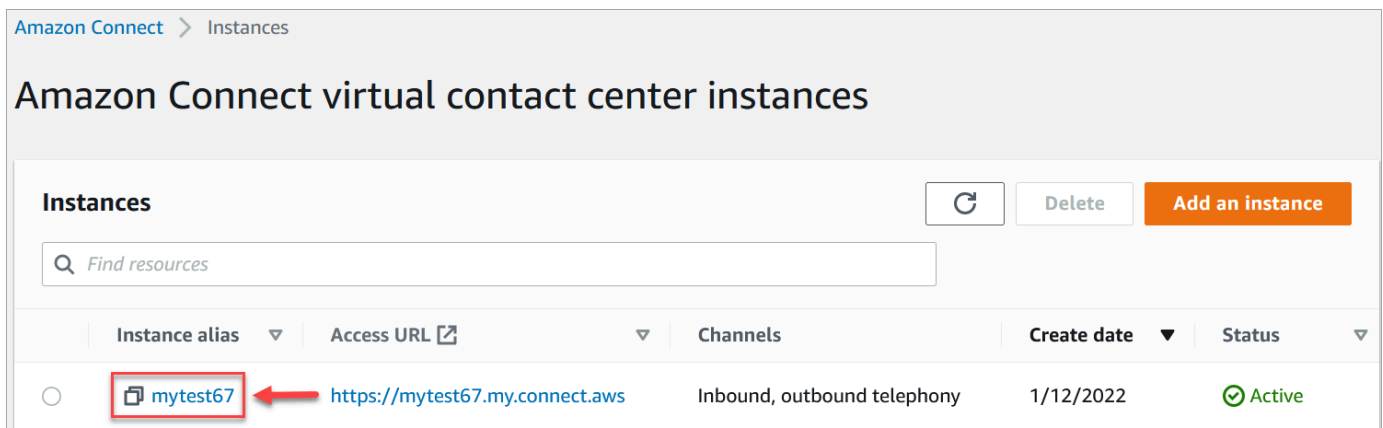 Amazon Connect > Instances
Amazon Connect virtual contact center instances
Instances Delete Add an instance
Find resources
Instance alias Access URL Channels Create date Status
mytest67 https://mytest67.my.connect.aws Inbound, outbound telephony 1/12/2022 Active